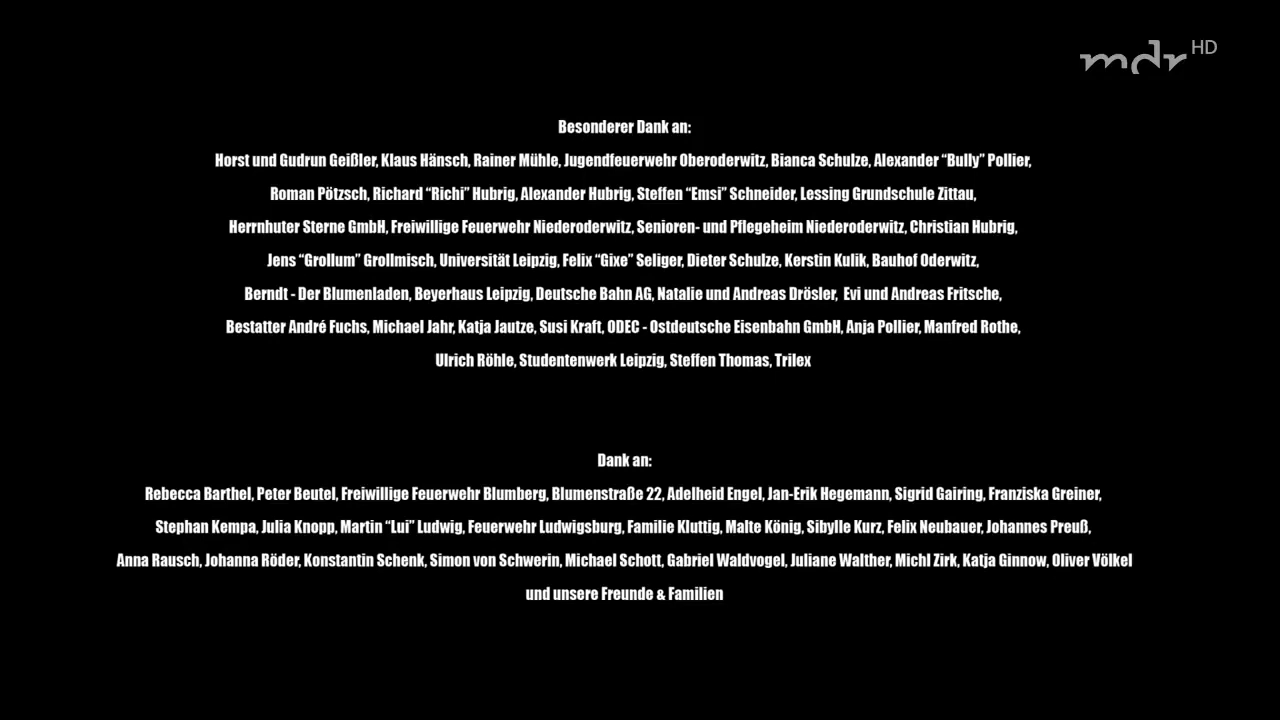 mdr HD
Besonderer Dank an:
Horst und Gudrun Geißler, Klaus Hänsch, Rainer Mühle, Jugendfeuerwehr Oberoderwitz, Bianca Schulze, Alexander “Bully” Pollier,
Roman Pötzsch, Richard “Richi” Hubrig, Alexander Hubrig, Steffen “Emsi” Schneider, Lessing Grundschule Zittau,
Herrnhuter Sterne GmbH, Freiwillige Feuerwehr Niederoderwitz, Senioren- und Pflegeheim Niederoderwitz, Christian Hubrig,
Jens “Grollum” Grollmisch, Universität Leipzig, Felix “Gixe” Seliger, Dieter Schulze, Kerstin Kulik, Bauhof Oderwitz,
Berndt - Der Blumenladen, Beyerhaus Leipzig, Deutsche Bahn AG, Natalie und Andreas Drösler, Evi und Andreas Fritsche,
Bestatter André Fuchs, Michael Jahr, Katja Jautze, Susi Kraft, ODEC - Ostdeutsche Eisenbahn GmbH, Anja Pollier, Manfred Rothe,
Ulrich Röhle, Studentenwerk Leipzig, Steffen Thomas, Trilex
Dank an:
Rebecca Barthel, Peter Beutel, Freiwillige Feuerwehr Blumberg, Blumenstraße 22, Adelheid Engel, Jan-Erik Hegemann, Sigrid Gairing, Franziska Greiner,
Stephan Kempa, Julia Knopp, Martin “Lui” Ludwig, Feuerwehr Ludwigsburg, Familie Kluttig, Malte König, Sibylle Kurz, Felix Neubauer, Johannes Preuß,
Anna Rausch, Johanna Röder, Konstantin Schenk, Simon von Schwerin, Michael Schott, Gabriel Waldvogel, Juliane Walther, Michl Zirk, Katja Ginnow, Oliver Völkel
und unsere Freunde & Familien